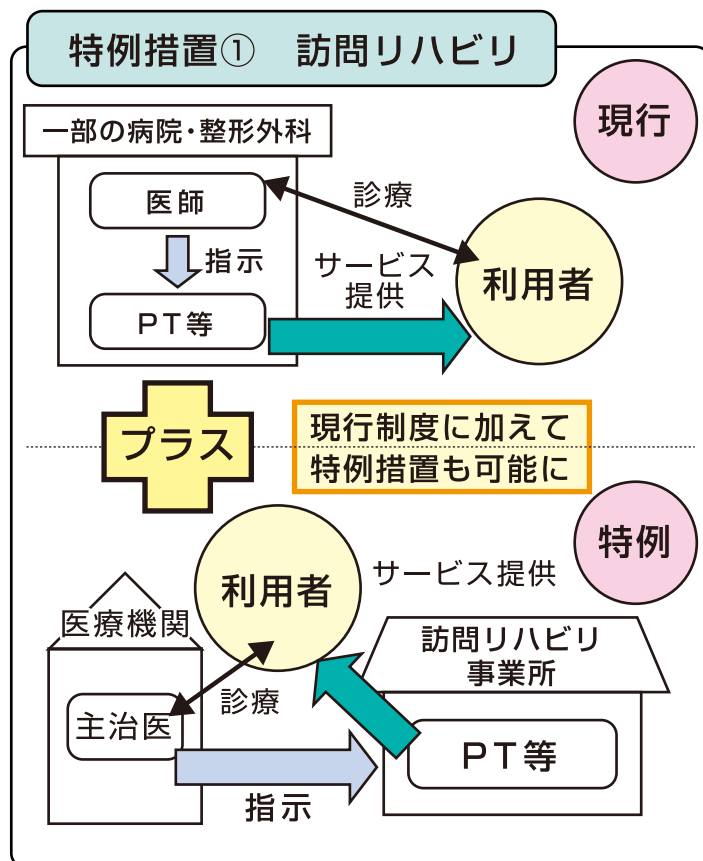 特例措置① 訪問リハビリ
現行
一部の病院・整形外科
医師
診療
指示
サービス
提供
利用者
PT等
プラス
現行制度に加えて
特例措置も可能に
特例
利用者
サービス提供
医療機関
訪問リハビリ
事業所
診療
主治医
PT等
指示